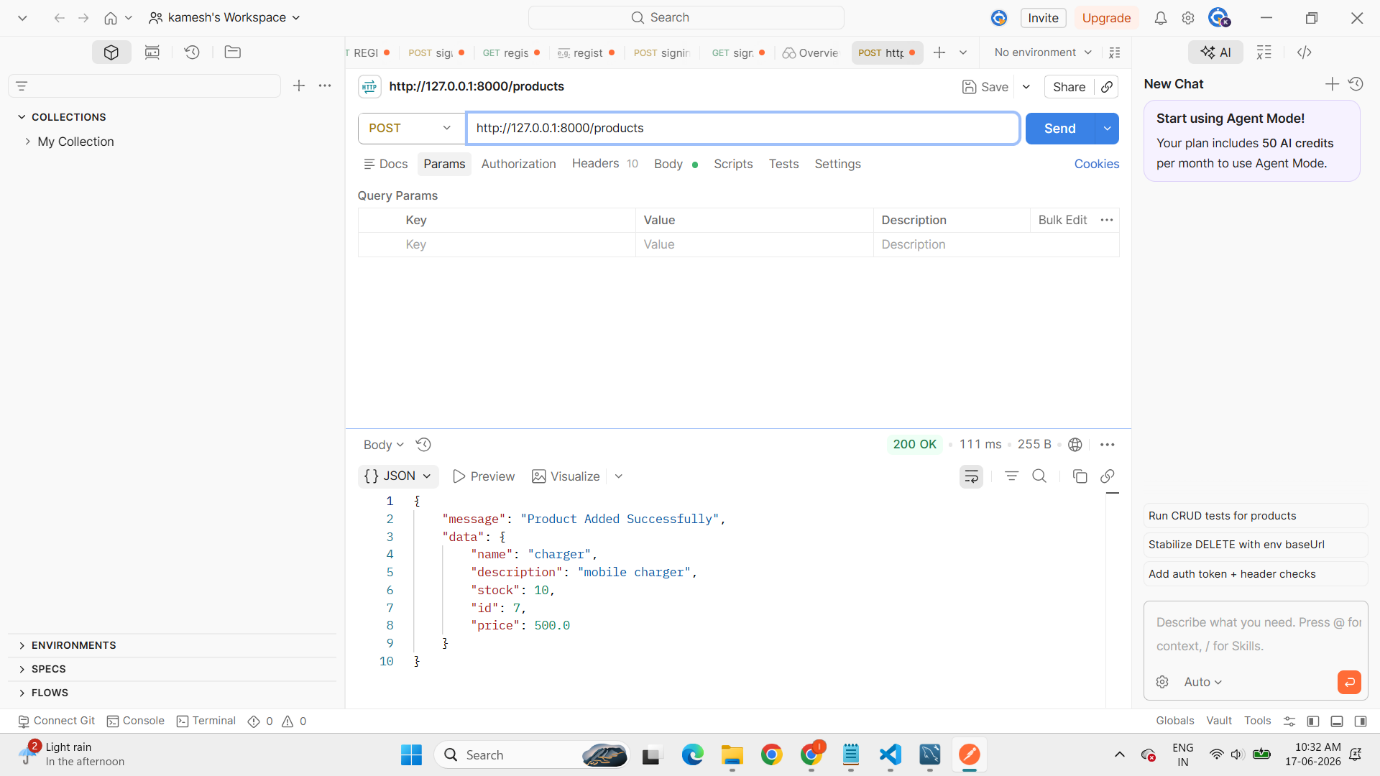 kamesh's Workspace
Search
Invite
Upgrade
COLLECTIONS
My Collection
ENVIRONMENTS
SPECS
FLOWS
T REGI
POST sigu
GET regis
e.g. regist
POST signin
GET sign
Overvie
POST http
No environment
HTTP
http://127.0.0.1:8000/products
Save
Share
POST
http://127.0.0.1:8000/products
Send
Docs
Params
Authorization
Headers 10
Body
Scripts
Tests
Settings
Cookies
Query Params
Key Value Description Bulk Edit
Key Value Description
Body
200 OK • 111 ms • 255 B
{ } JSON
Preview
Visualize
1 {
2 "message": "Product Added Successfully",
3 "data": {
4 "name": "charger",
5 "description": "mobile charger",
6 "stock": 10,
7 "id": 7,
8 "price": 500.0
9 }
10 }
AI
New Chat
Start using Agent Mode!
Your plan includes 50 AI credits
per month to use Agent Mode.
Run CRUD tests for products
Stabilize DELETE with env baseUrl
Add auth token + header checks
Describe what you need. Press @ for
context, / for Skills.
Auto
Connect Git
Console
Terminal
0
0
Globals
Vault
Tools
2
Light rain
In the afternoon
Search
ENG
IN
10:32 AM
17-06-2026